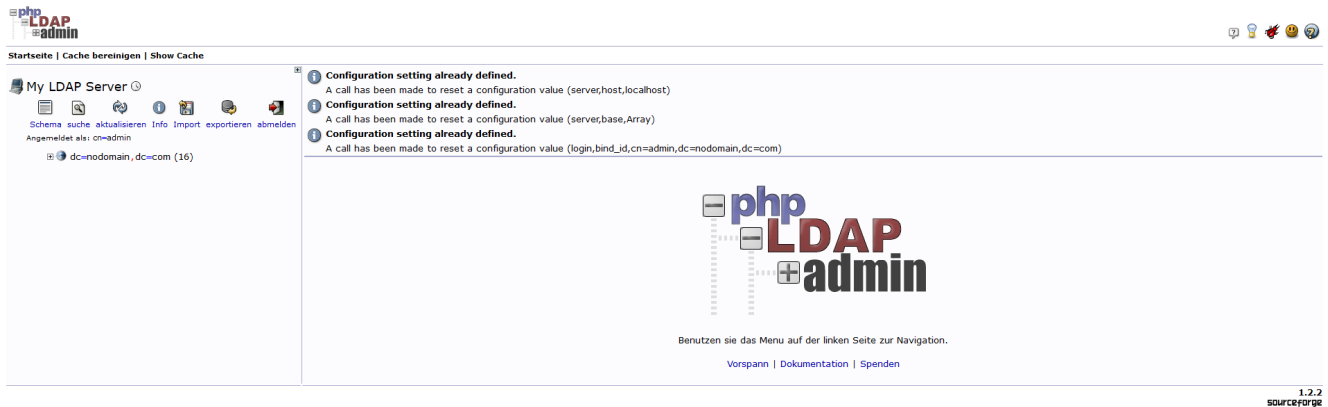 php
LDAP
admin
Startseite | Cache bereinigen | Show Cache
My LDAP Server
Schema suche aktualisieren Info Import exportieren abmelden
Angemeldet als: cn=admin
dc=nodomain,dc=com (16)
Configuration setting already defined.
A call has been made to reset a configuration value (server,host,localhost)
Configuration setting already defined.
A call has been made to reset a configuration value (server,base,Array)
Configuration setting already defined.
A call has been made to reset a configuration value (login,bind_id,cn=admin,dc=nodomain,dc=com)
php
LDAP
admin
Benutzen sie das Menu auf der linken Seite zur Navigation.
Vorspann | Dokumentation | Spenden
1.2.2
sourceforge